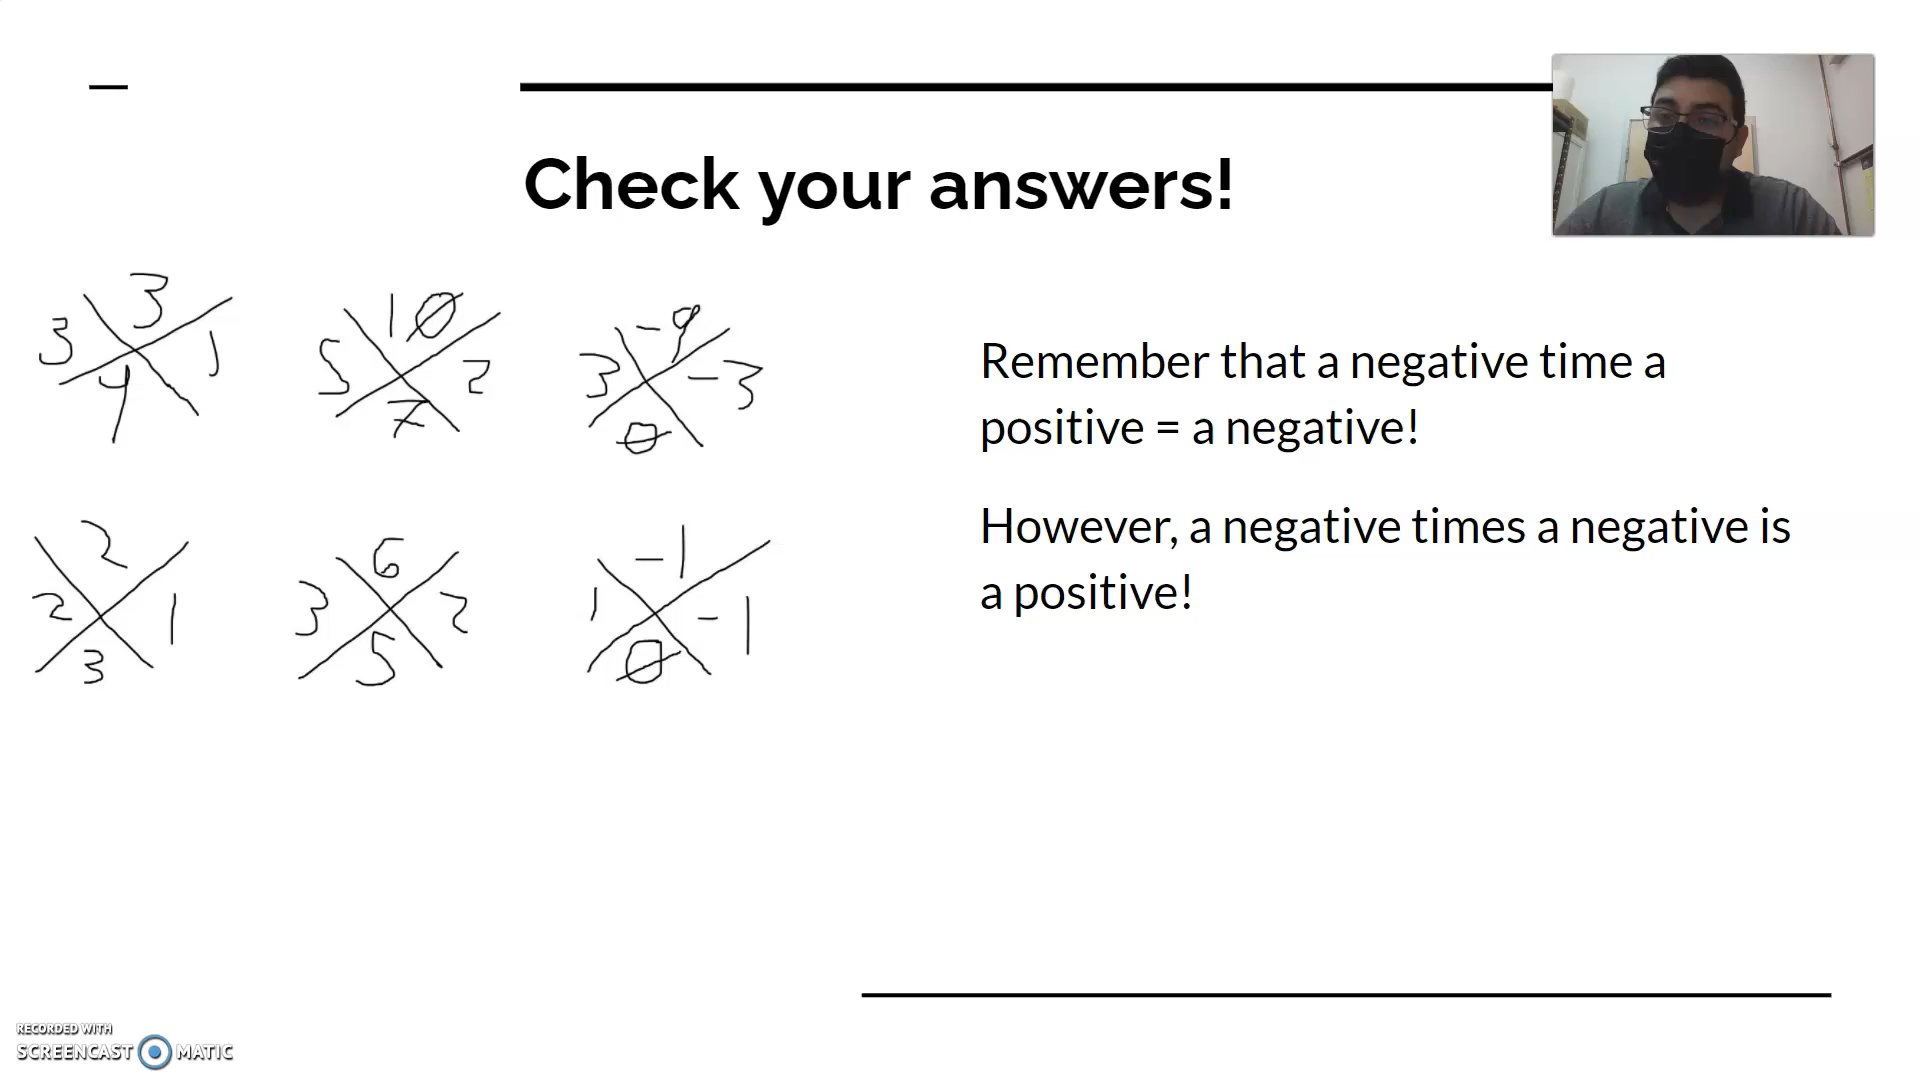 Check your answers!
3
3 1
4
10
5 2
7
-9
3 -3
0
2
2 1
3
6
3 2
5
-1
1 -1
0
Remember that a negative time a
positive = a negative!
However, a negative times a negative is
a positive!
RECORDED WITH
SCREENCAST MATIC